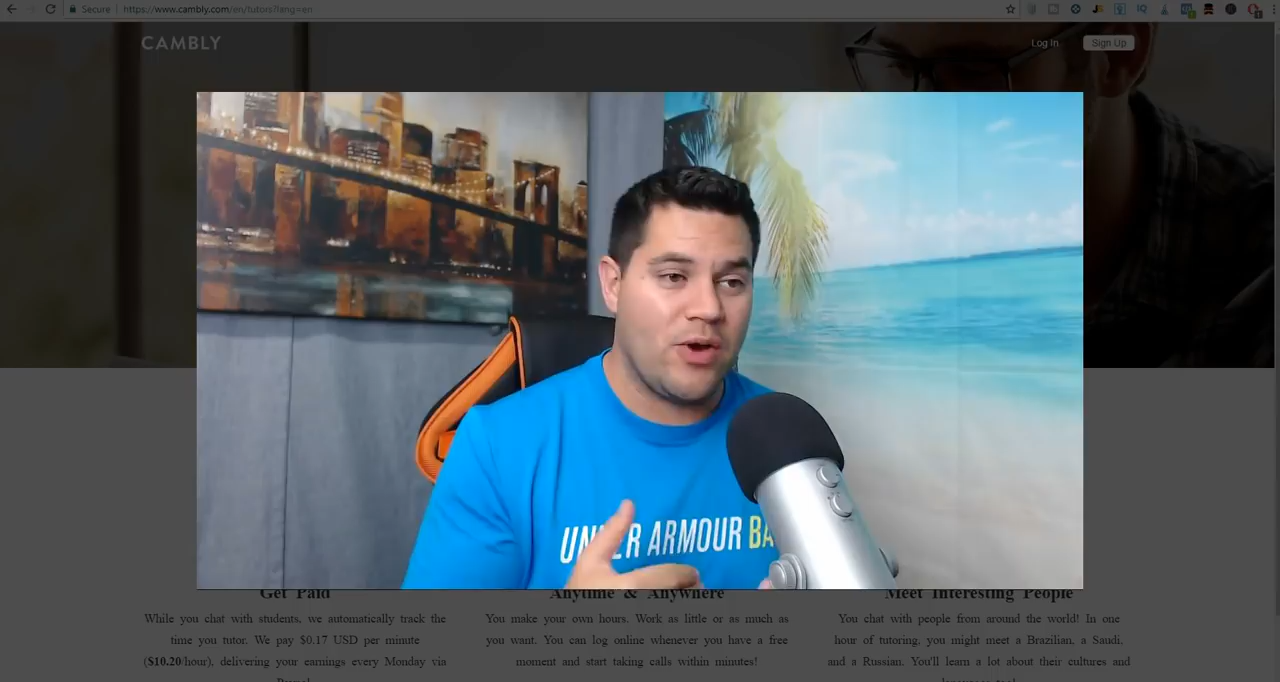 Secure | https://www.cambly.com/en/tutors?lang=en
CAMBLY
Log In
Sign Up
UNDER ARMOUR BA
Get Paid
Anytime & Anywhere
Meet Interesting People
While you chat with students, we automatically track the
time you tutor. We pay $0.17 USD per minute
($10.20/hour), delivering your earnings every Monday via
You make your own hours. Work as little or as much as
you want. You can log online whenever you have a free
moment and start taking calls within minutes!
You chat with people from around the world! In one
hour of tutoring, you might meet a Brazilian, a Saudi,
and a Russian. You'll learn a lot about their cultures and